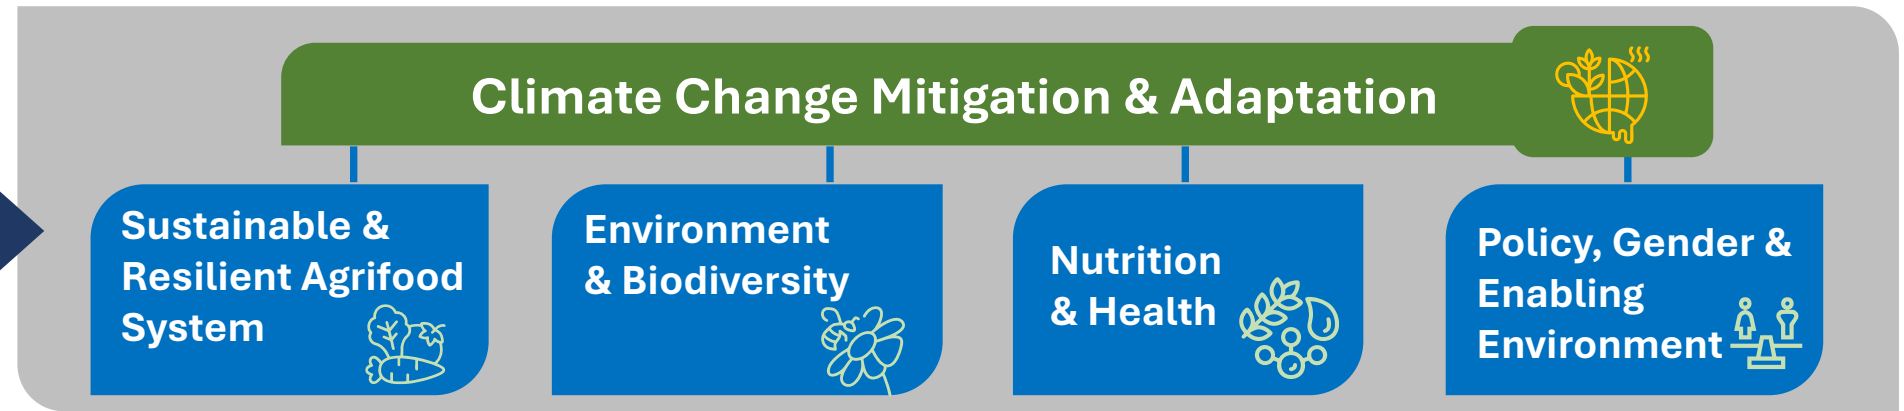 Climate Change Mitigation & Adaptation
Sustainable &
Resilient Agrifood
System
Environment
& Biodiversity
Nutrition
& Health
Policy, Gender &
Enabling
Environment